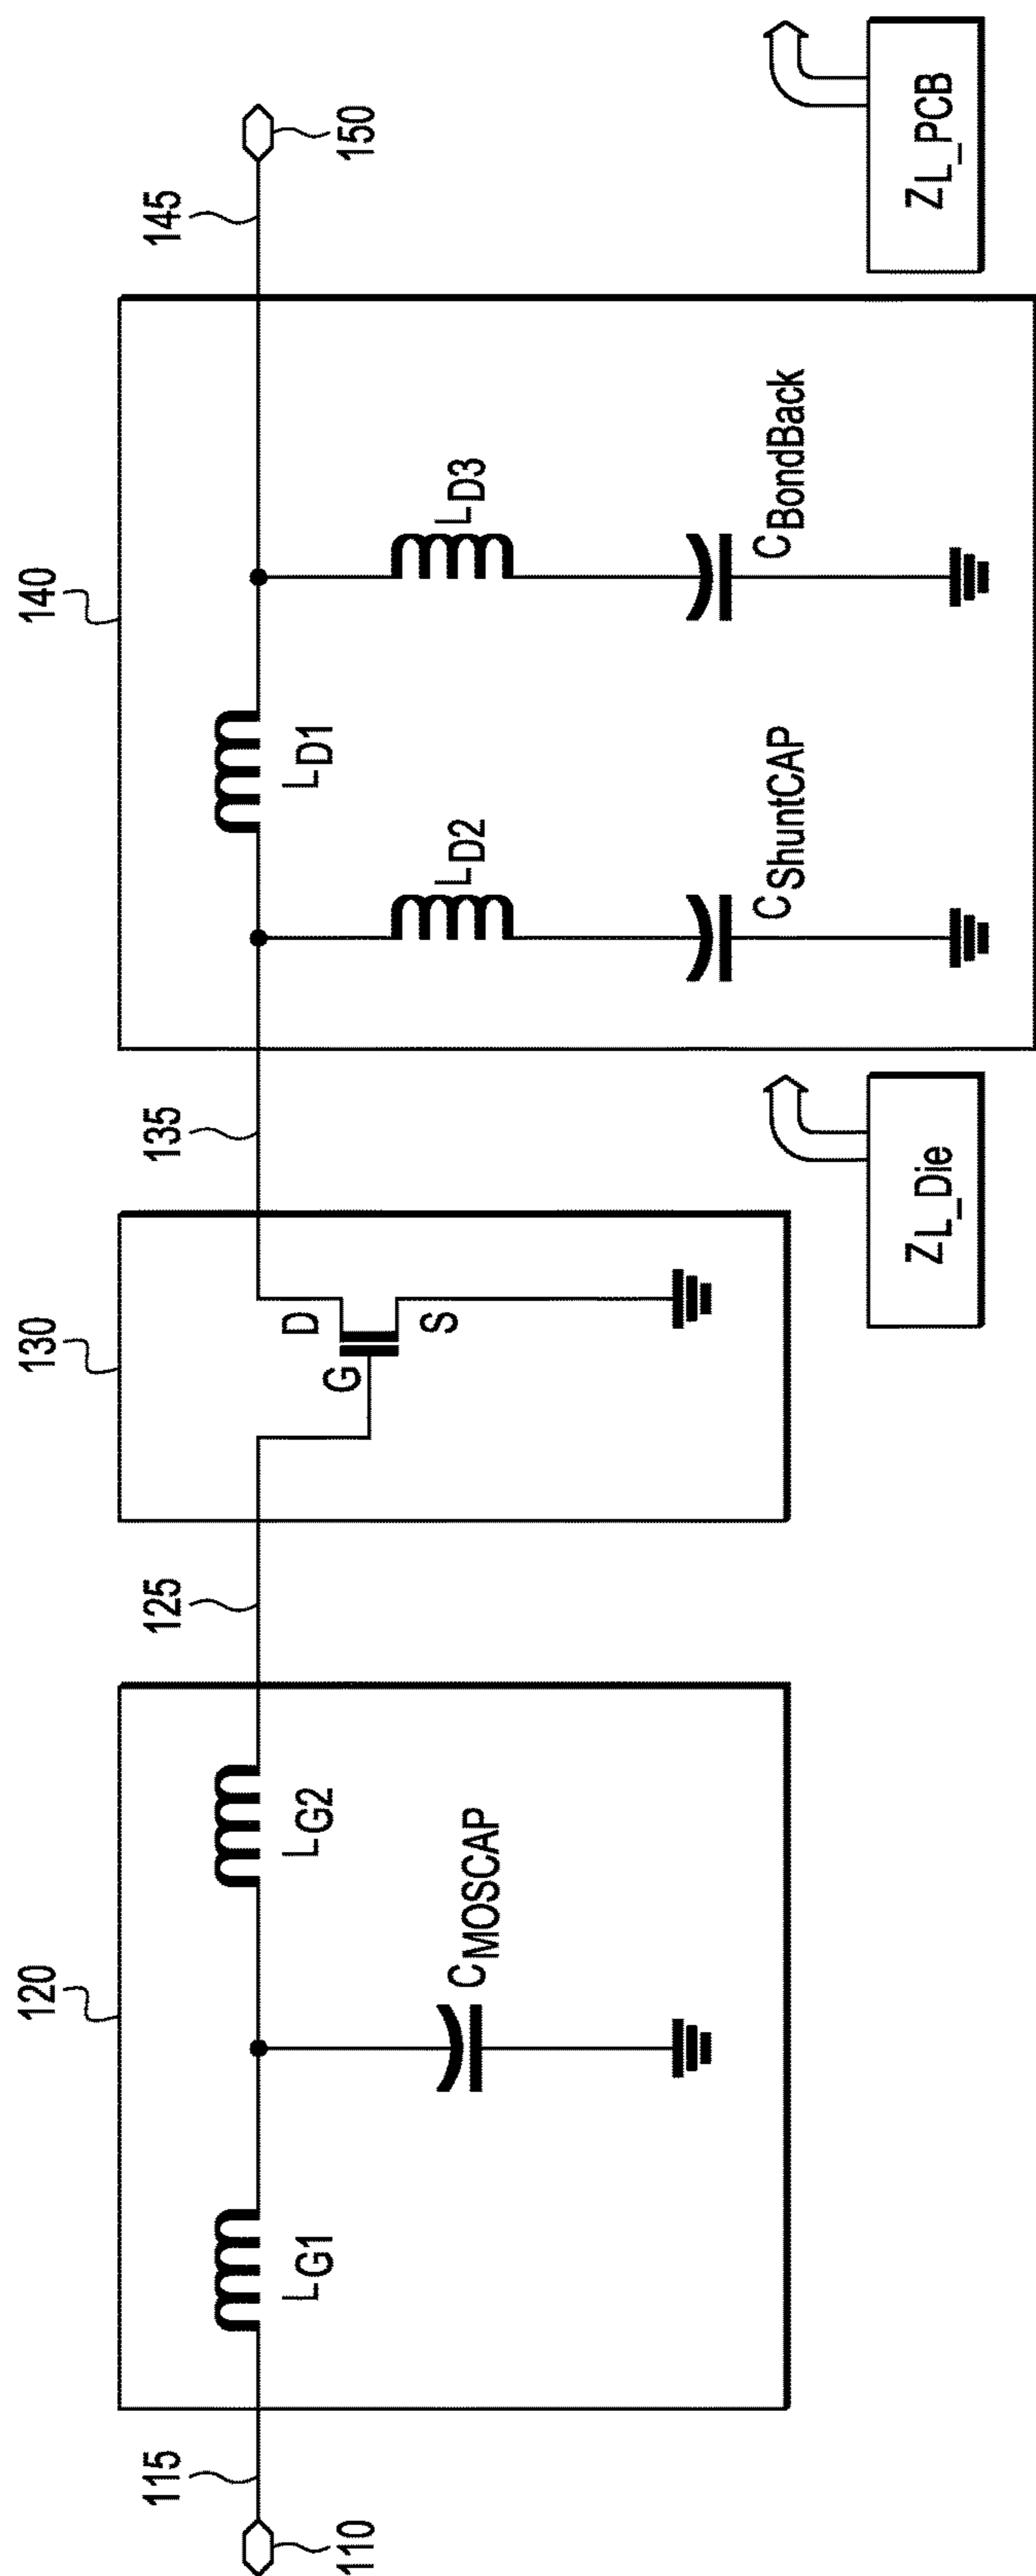 120
140
130
115
125
135
145
110
150
LG1
LG2
CMOSCAP
G
D
S
LD1
LD2
LD3
CShuntCAP
CBondBack
ZL_Die
ZL_PCB